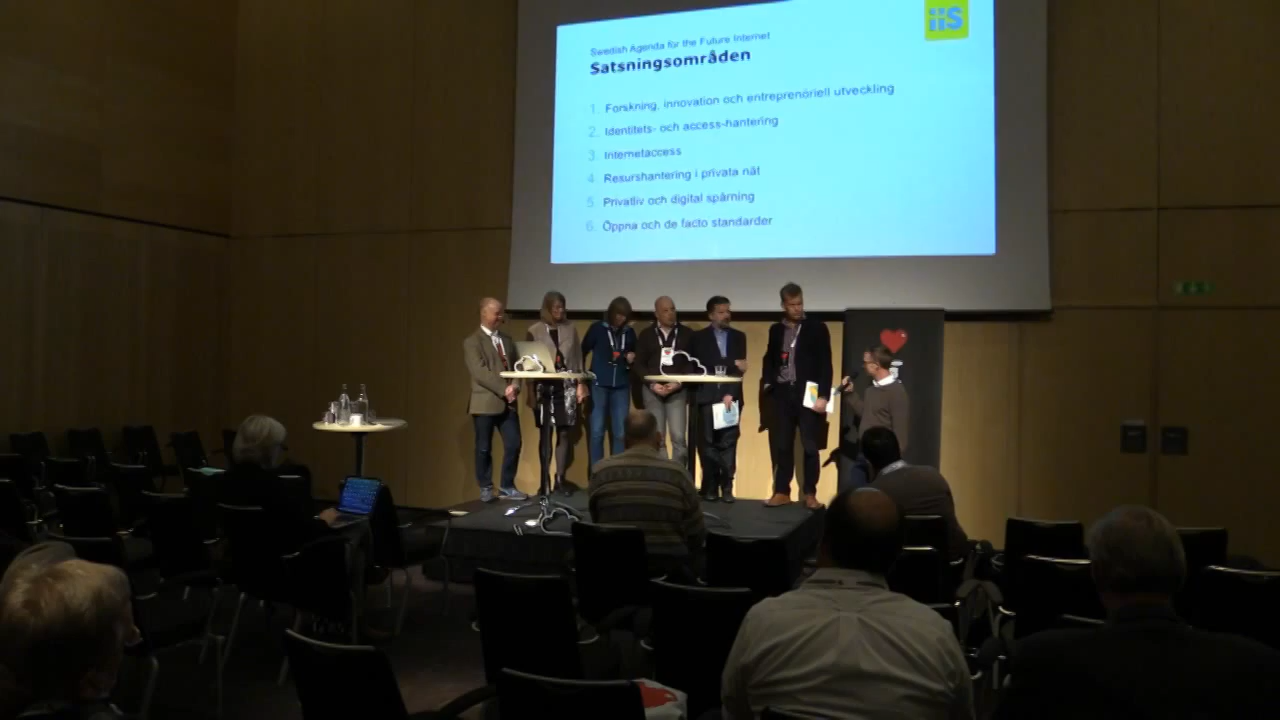 iis
Swedish Agenda for the Future Internet
Satsningsområden
1. Forskning, innovation och entreprenöriell utveckling
2. Identitets- och access-hantering
3. Internetaccess
4. Resurshantering i privata nät
5. Privatliv och digital spårning
6. Öppna och de facto standarder